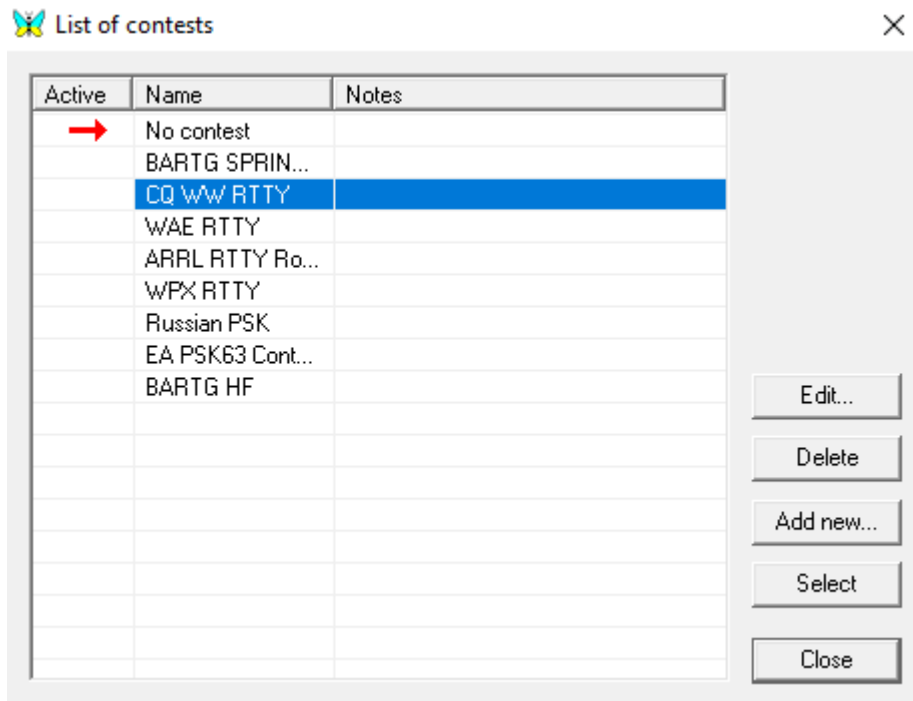 List of contests
Active Name Notes
No contest
BARTG SPRIN...
CQ WW RTTY
WAE RTTY
ARRL RTTY Ro...
WPX RTTY
Russian PSK
EA PSK63 Cont...
BARTG HF
Edit...
Delete
Add new...
Select
Close